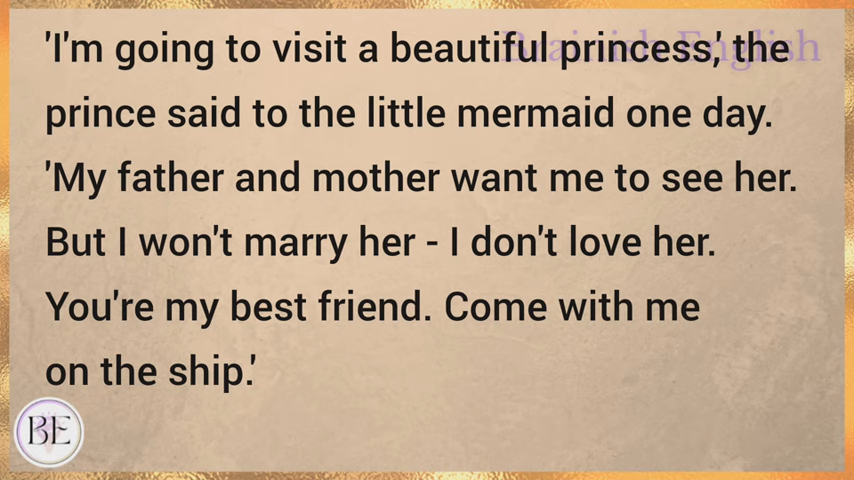 'I'm going to visit a beautiful princess,' the
Brainish English
prince said to the little mermaid one day.
'My father and mother want me to see her.
But I won't marry her - I don't love her.
You're my best friend. Come with me
on the ship.'
BE